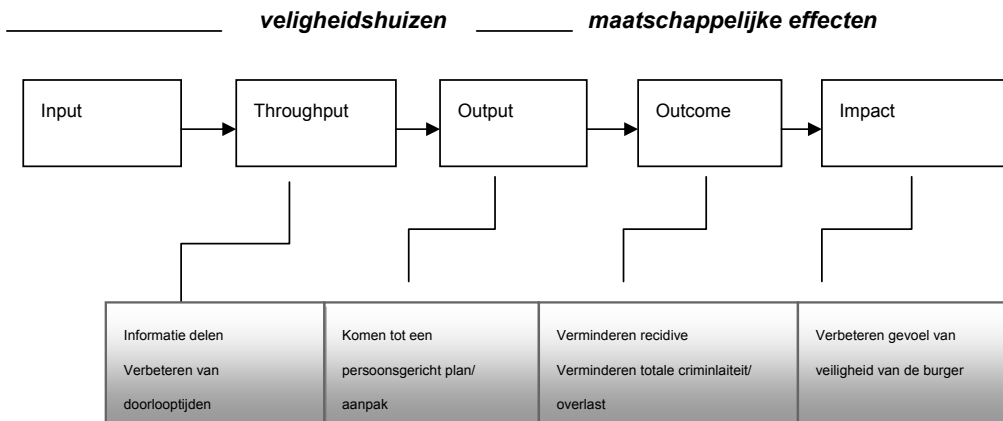 veligheidshuizen maatschappelijke effecten
Input Throughput Output Outcome Impact
Informatie delen
Verbeteren van
doorlooptijden
Komen tot een
persoonsgericht plan/
aanpak
Verminderen recidive
Verminderen totale criminlaiteit/
overlast
Verbeteren gevoel van
veiligheid van de burger